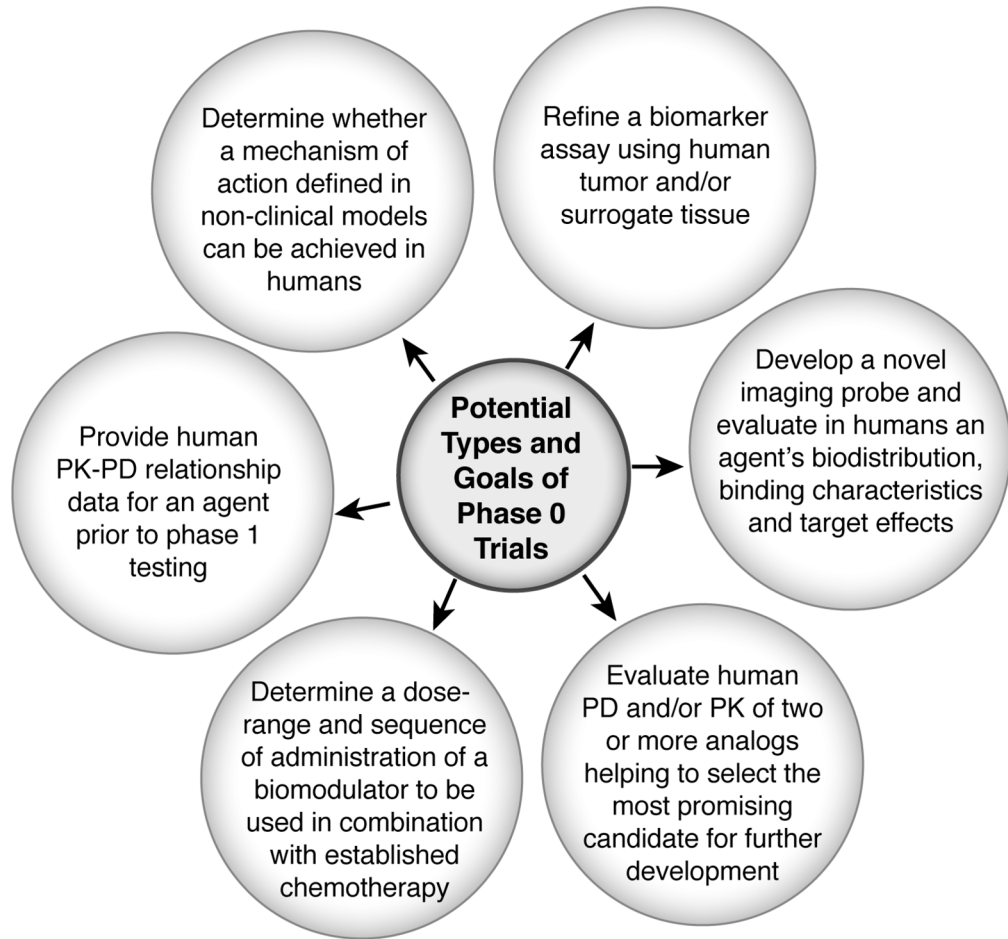 Determine whether
a mechanism of
action defined in
non-clinical models
can be achieved in
humans
Refine a biomarker
assay using human
tumor and/or
surrogate tissue
Develop a novel
imaging probe and
evaluate in humans an
agent's biodistribution,
binding characteristics
and target effects
Potential
Types and
Goals of
Phase 0
Trials
Provide human
PK-PD relationship
data for an agent
prior to phase 1
testing
Determine a dose-
range and sequence
of administration of a
biomodulator to be
used in combination
with established
chemotherapy
Evaluate human
PD and/or PK of two
or more analogs
helping to select the
most promising
candidate for further
development